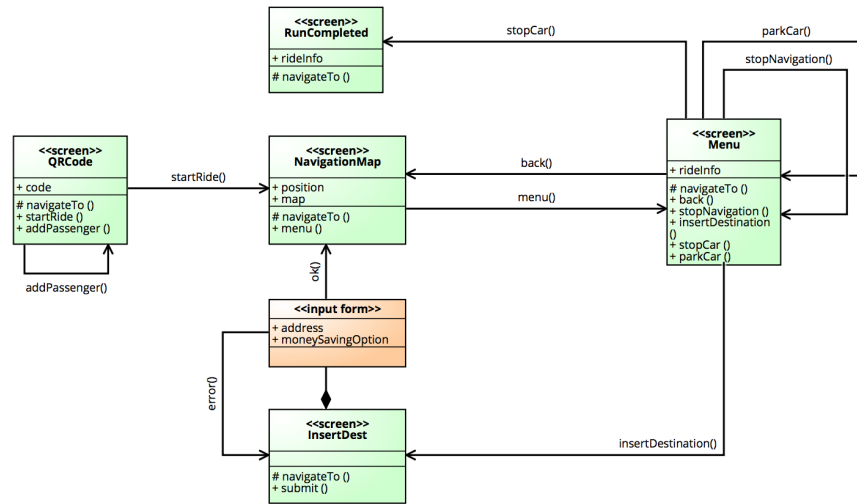 <<screen>>
RunCompleted
+ rideInfo
# navigateTo ()
stopCar()
parkCar()
stopNavigation()
<<screen>>
QRCode
+ code
# navigateTo ()
+ startRide ()
+ addPassenger ()
addPassenger()
startRide()
<<screen>>
NavigationMap
+ position
+ map
# navigateTo ()
+ menu ()
back()
menu()
<<screen>>
Menu
+ rideInfo
# navigateTo ()
+ back ()
+ stopNavigation ()
+ insertDestination
()
+ stopCar ()
+ parkCar ()
ok()
<<input form>>
+ address
+ moneySavingOption
error()
<<screen>>
InsertDest
# navigateTo ()
+ submit ()
insertDestination()